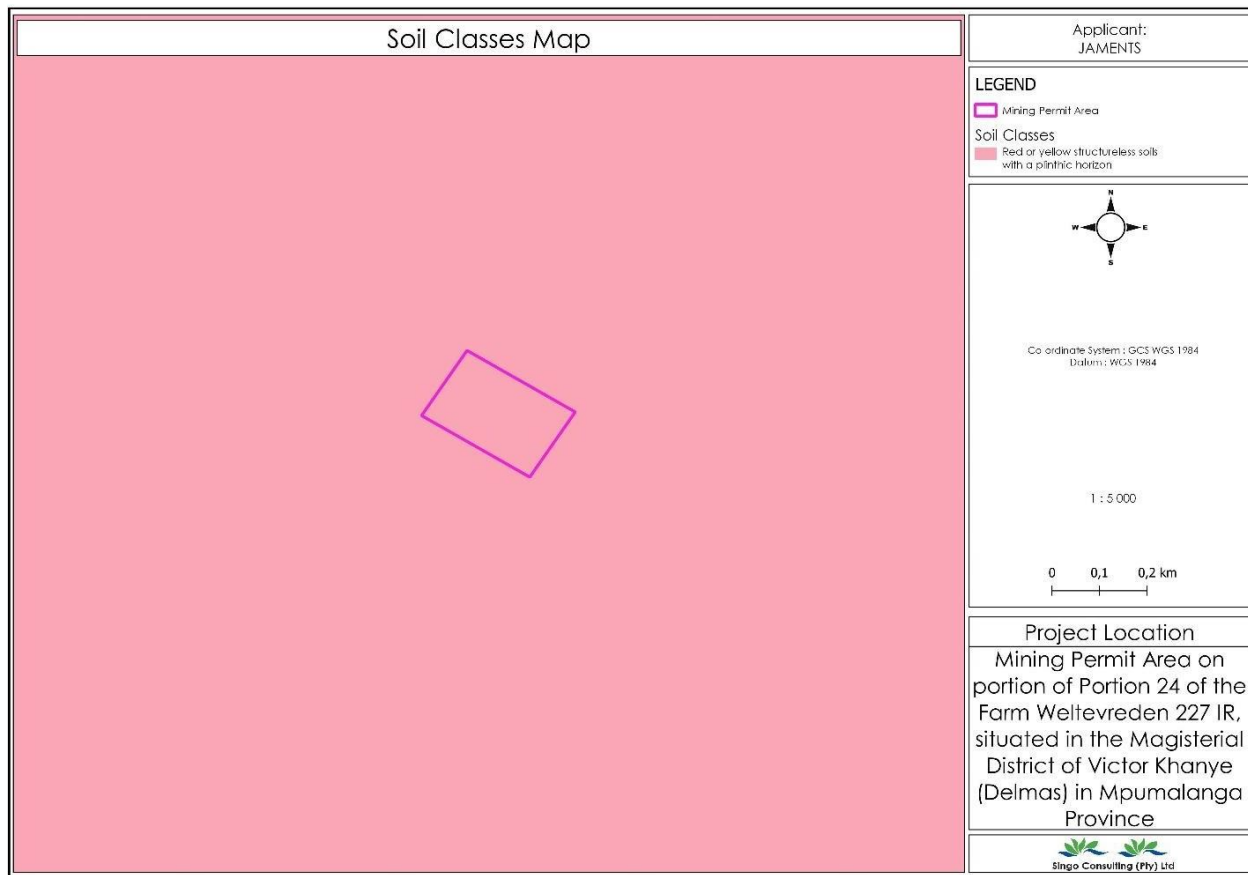 Soil Classes Map
Applicant:
JAMENTS
LEGEND
Mining Permit Area
Soil Classes
Red or yellow structureless soils
with a plinthic horizon
N
W E
S
Co ordinate System : GCS WGS 1984
Datum : WGS 1984
1 : 5 000
0 0,1 0,2 km
Project Location
Mining Permit Area on
portion of Portion 24 of the
Farm Weltevreden 227 IR,
situated in the Magisterial
District of Victor Khanye
(Delmas) in Mpumalanga
Province
Singo Consulting (Pty) Ltd